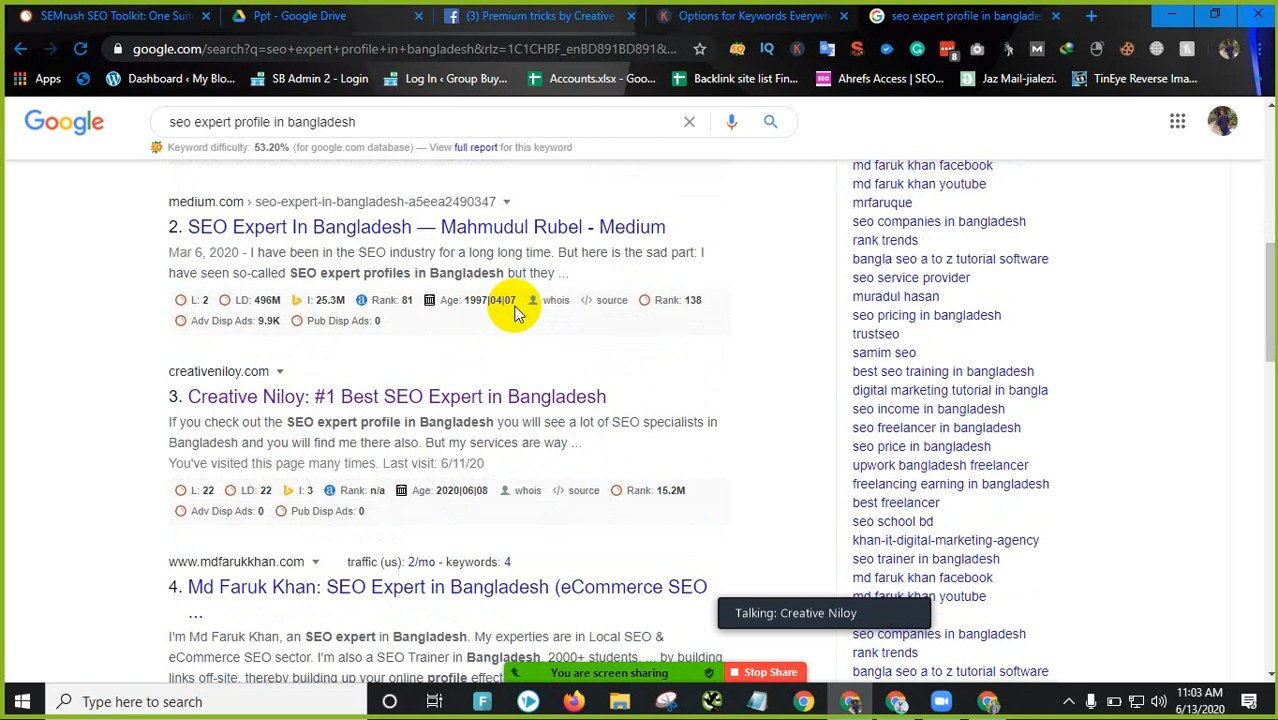 SEMrush SEO Toolkit: One Suit
Ppt - Google Drive
(3) Premium tricks by Creative
Options for Keywords Everywh
seo expert profile in banglade
google.com/search?q=seo+expert+profile+in+bangladesh&rlz=1C1CHBF_enBD891BD891&...
Apps
Dashboard ‹ My Blo...
SB Admin 2 - Login
Log In ‹ Group Buy...
Accounts.xlsx - Goo...
Backlink site list Fin...
Ahrefs Access | SEO...
Jaz Mail-jialezi.
TinEye Reverse Ima...
Google
seo expert profile in bangladesh
Keyword difficulty: 53.20% (for google.com database) — View full report for this keyword
medium.com › seo-expert-in-bangladesh-a5eea2490347
2. SEO Expert In Bangladesh — Mahmudul Rubel - Medium
Mar 6, 2020 - I have been in the SEO industry for a long long time. But here is the sad part: I
have seen so-called SEO expert profiles in Bangladesh but they ...
L: 2 LD: 496M I: 25.3M Rank: 81 Age: 1997|04|07 whois source Rank: 138
Adv Disp Ads: 9.9K Pub Disp Ads: 0
creativeniloy.com
3. Creative Niloy: #1 Best SEO Expert in Bangladesh
If you check out the SEO expert profile in Bangladesh you will see a lot of SEO specialists in
Bangladesh and you will find me there also. But my services are way ...
You've visited this page many times. Last visit: 6/11/20
L: 22 LD: 22 I: 3 Rank: n/a Age: 2020|06|08 whois source Rank: 15.2M
Adv Disp Ads: 0 Pub Disp Ads: 0
www.mdfarukkhan.com traffic (us): 2/mo - keywords: 4
4. Md Faruk Khan: SEO Expert in Bangladesh (eCommerce SEO
...
I'm Md Faruk Khan, an SEO expert in Bangladesh. My experties are in Local SEO &
eCommerce SEO sector. I'm also a SEO Trainer in Bangladesh, 2000+ students, ... by building
links off-site, thereby building up your online profile
md faruk khan facebook
md faruk khan youtube
mrfaruque
seo companies in bangladesh
rank trends
bangla seo a to z tutorial software
seo service provider
muradul hasan
seo pricing in bangladesh
trustseo
samim seo
best seo training in bangladesh
digital marketing tutorial in bangla
seo income in bangladesh
seo freelancer in bangladesh
seo price in bangladesh
upwork bangladesh freelancer
freelancing earning in bangladesh
best freelancer
seo school bd
khan-it-digital-marketing-agency
seo trainer in bangladesh
md faruk khan facebook
md faruk khan youtube
seo companies in bangladesh
rank trends
bangla seo a to z tutorial software
Talking: Creative Niloy
You are screen sharing
Stop Share
Type here to search
11:03 AM
6/13/2020